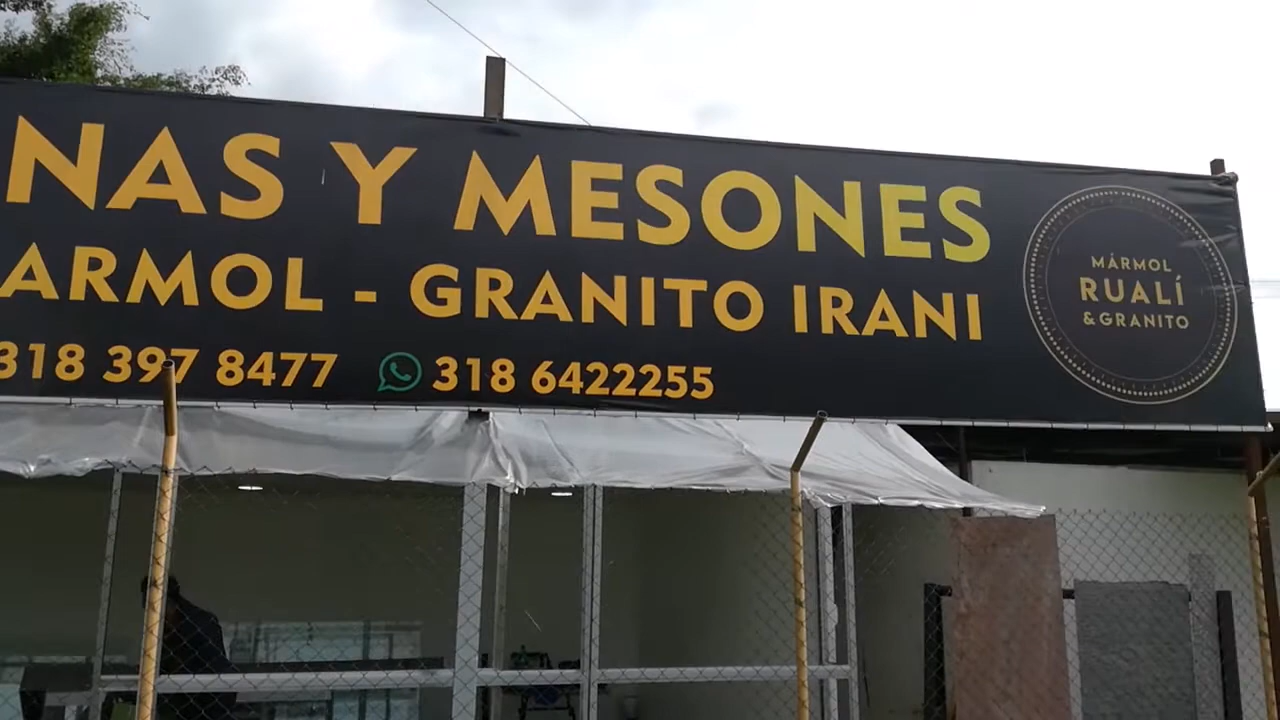 NAS Y MESONES
ARMOL - GRANITO IRANI
318 397 8477 318 6422255
MÁRMOL
RUALÍ
& GRANITO